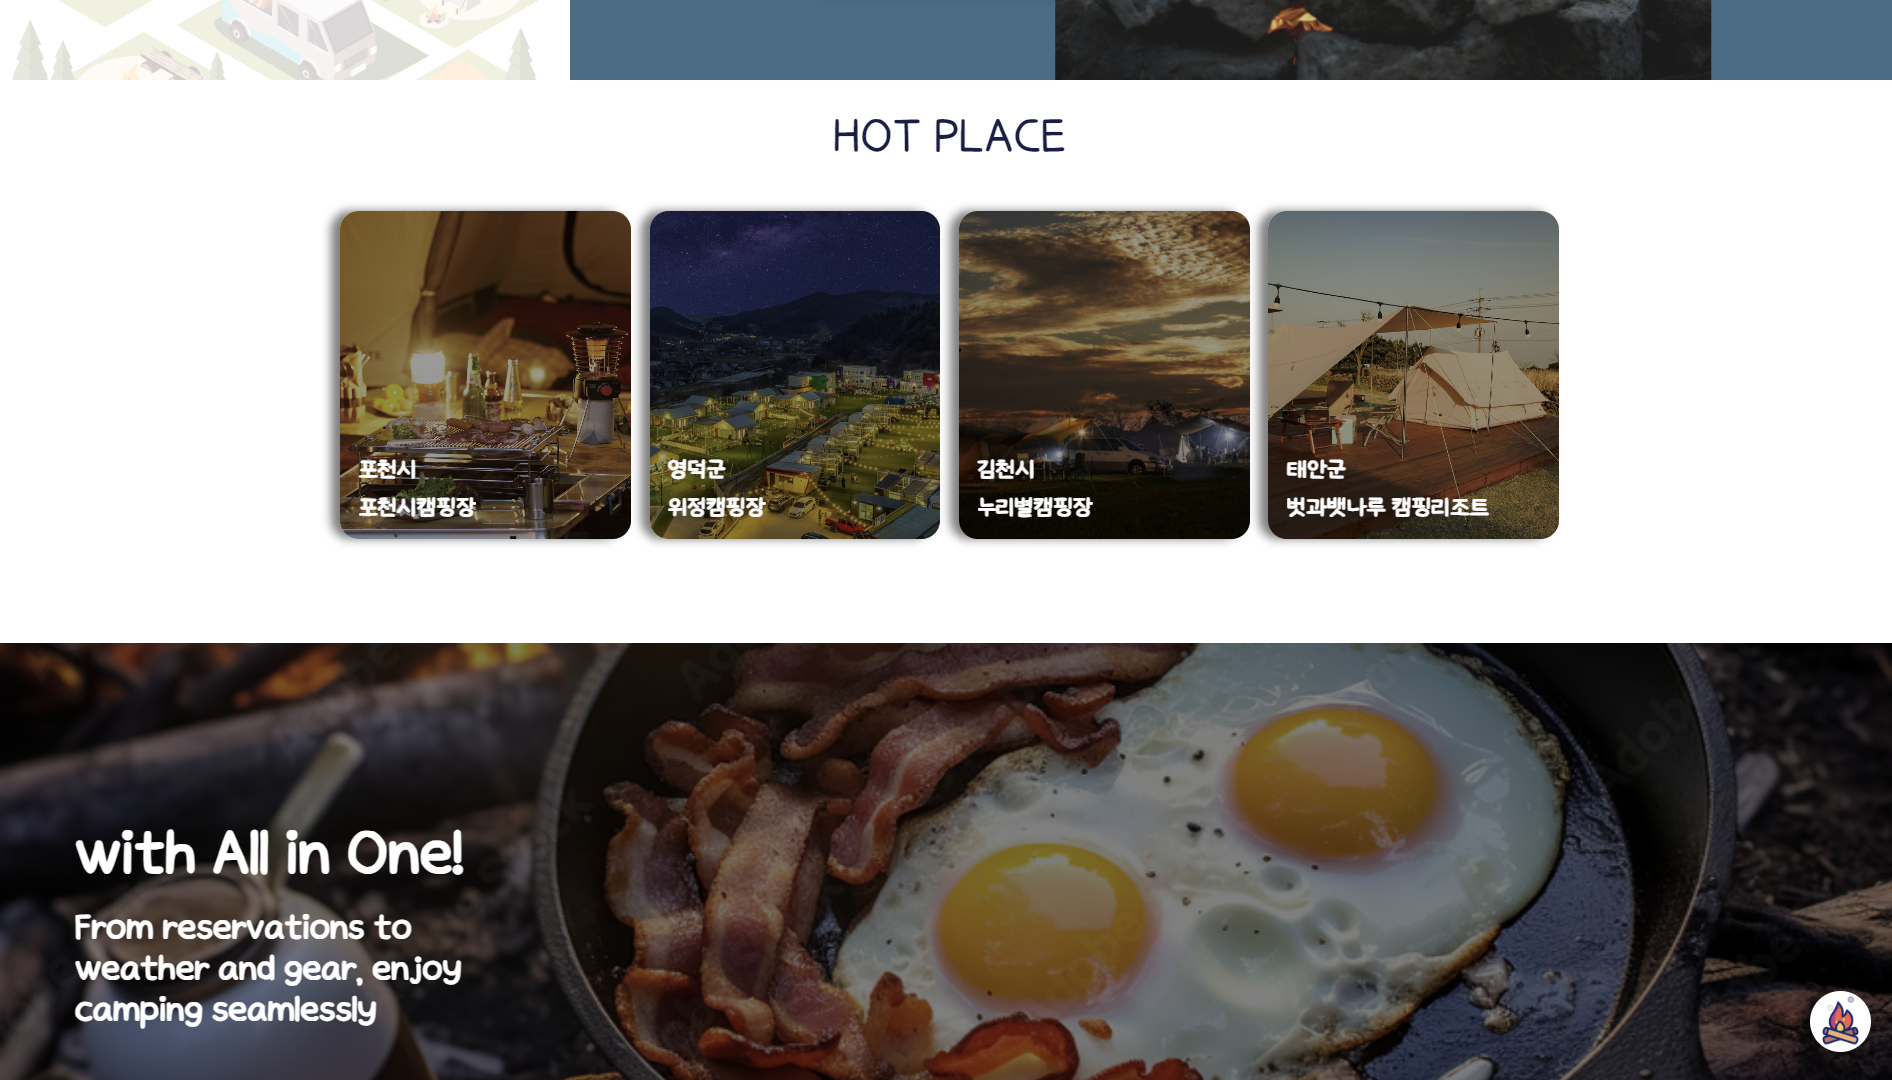 HOT PLACE
포천시
포천시캠핑장
영덕군
위정캠핑장
김천시
누리별캠핑장
태안군
벗과뱃나루 캠핑리조트
with All in One!
From reservations to
weather and gear, enjoy
camping seamlessly